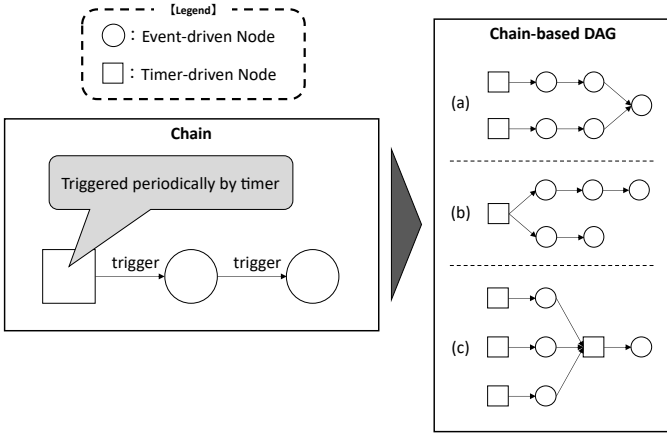 【Legend】
: Event-driven Node
: Timer-driven Node
Chain
Triggered periodically by timer
trigger
trigger
Chain-based DAG
(a)
(b)
(c)